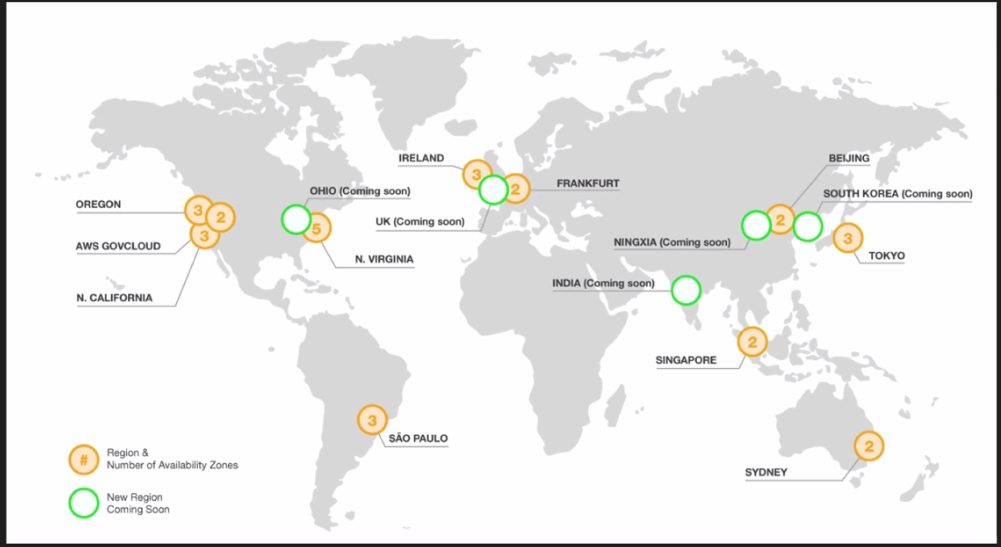 IRELAND
BEIJING
3
FRANKFURT
2
OHIO (Coming soon)
SOUTH KOREA (Coming soon)
OREGON
3
2
UK (Coming soon)
2
5
3
AWS GOVCLOUD
3
NINGXIA (Coming soon)
N. VIRGINIA
TOKYO
INDIA (Coming soon)
N. CALIFORNIA
2
SINGAPORE
3
SÃO PAULO
2
SYDNEY
#
Region &
Number of Availability Zones
New Region
Coming Soon